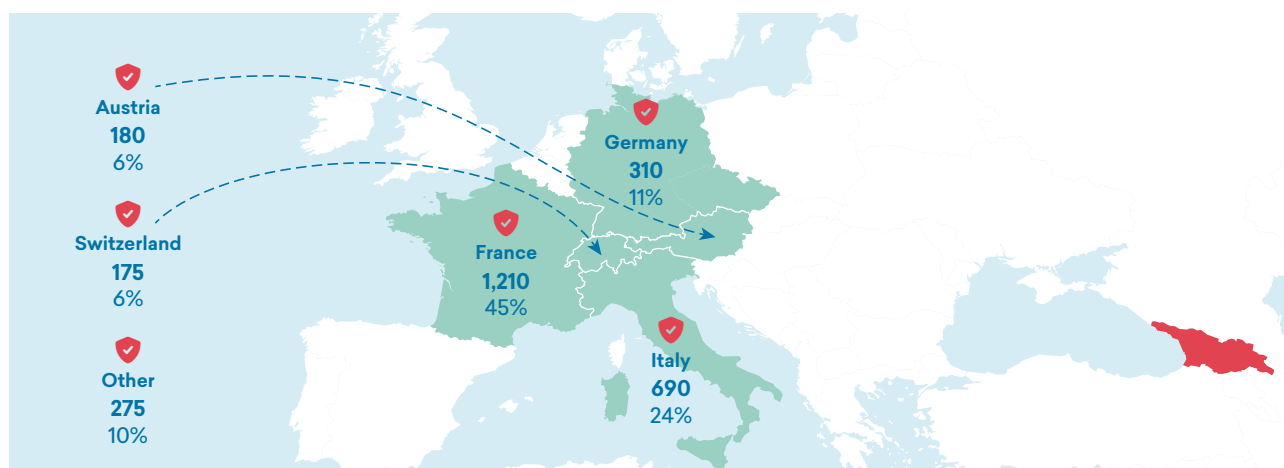 Austria
180
6%
Switzerland
175
6%
Other
275
10%
France
1,210
45%
Germany
310
11%
Italy
690
24%